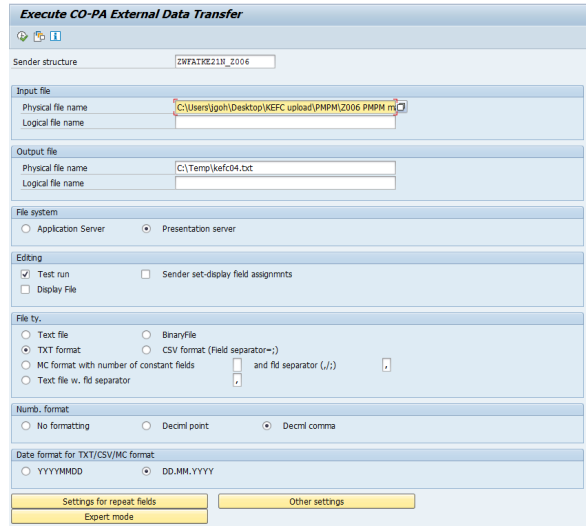 Execute CO-PA External Data Transfer
Sender structure ZWFATKE21N_Z006
Input file
Physical file name C:\Users\jgoh\Desktop\KEFC upload\PMPM\Z006 PMPM
Logical file name
Output file
Physical file name C:\Temp\kefc04.txt
Logical file name
File system
Application Server Presentation server
Editing
Test run Sender set-display field assignmnts
Display File
File ty.
Text file BinaryFile
TXT format CSV format (Field separator=;)
MC format with number of constant fields and fld separator (,/;) ,
Text file w. fld separator ,
Numb. format
No formatting Deciml point Decml comma
Date format for TXT/CSV/MC format
YYYYMMDD DD.MM.YYYY
Settings for repeat fields Other settings
Expert mode